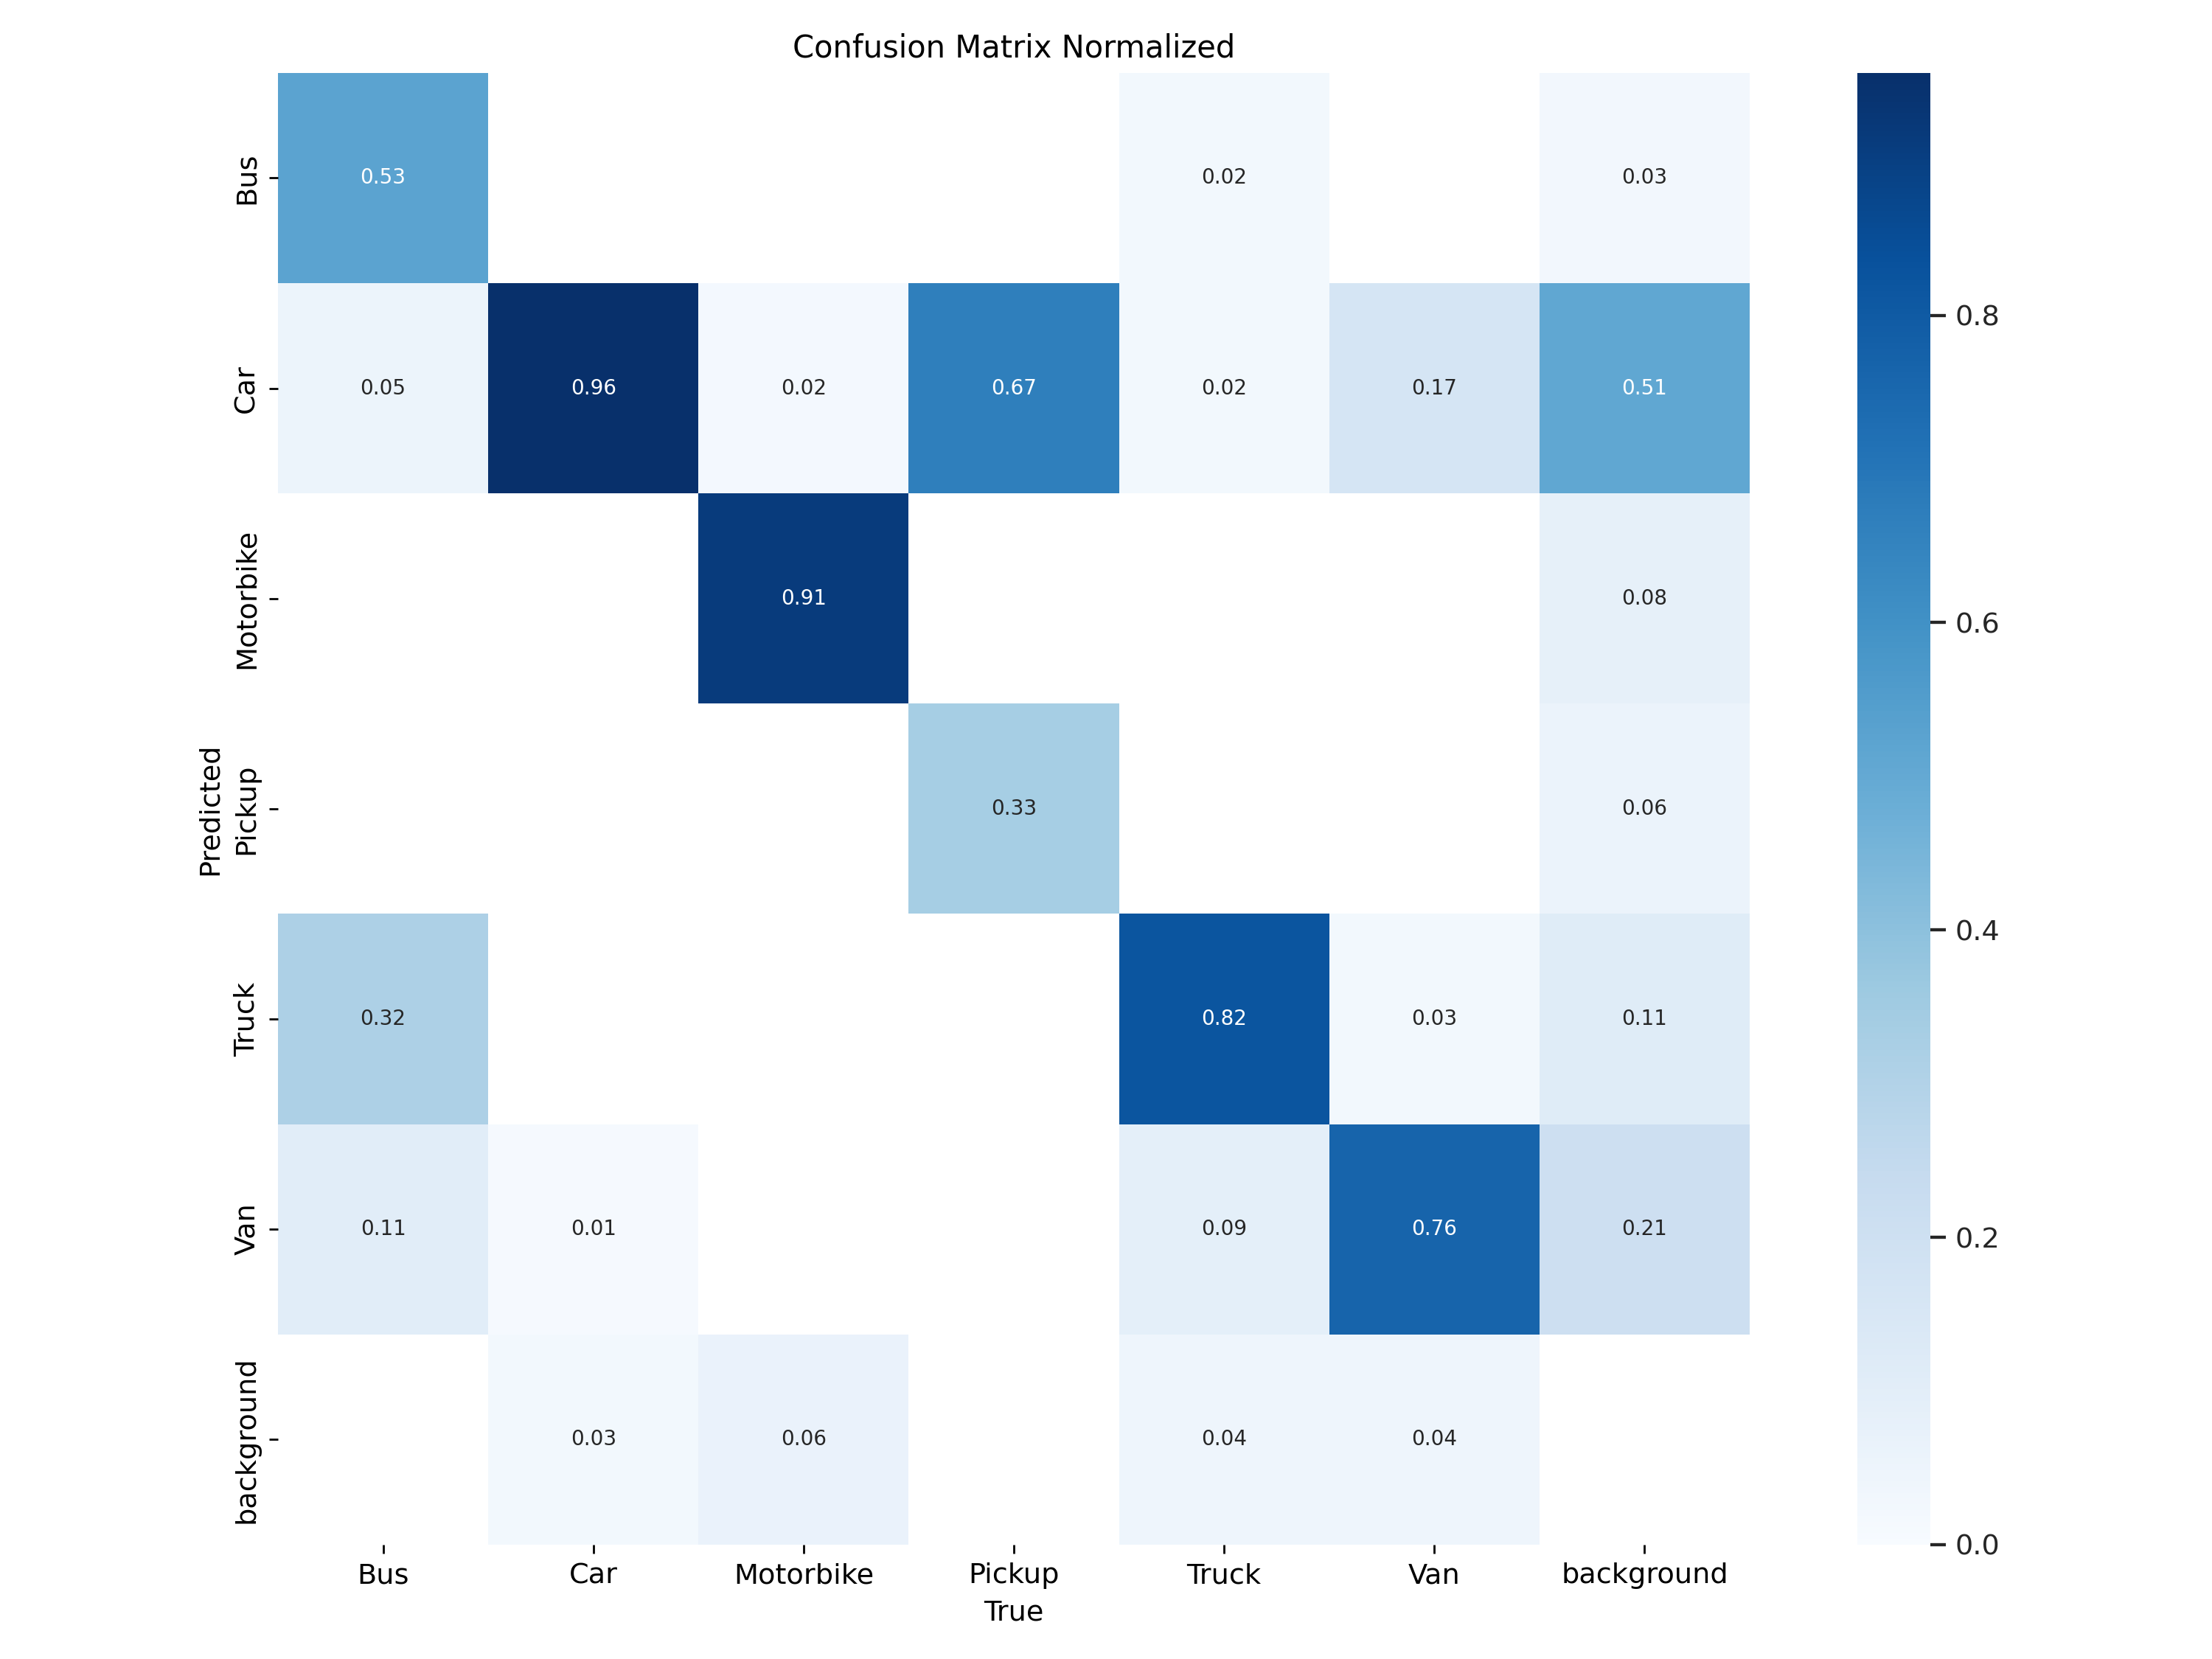 Confusion Matrix Normalized
Bus
0.53
0.02
0.03
Car
0.05
0.96
0.02
0.67
0.02
0.17
0.51
0.8
Motorbike
0.91
0.08
0.6
Predicted
Pickup
0.33
0.06
0.4
Truck
0.32
0.82
0.03
0.11
Van
0.11
0.01
0.09
0.76
0.21
0.2
background
0.03
0.06
0.04
0.04
0.0
Bus
Car
Motorbike
Pickup
Truck
Van
background
True